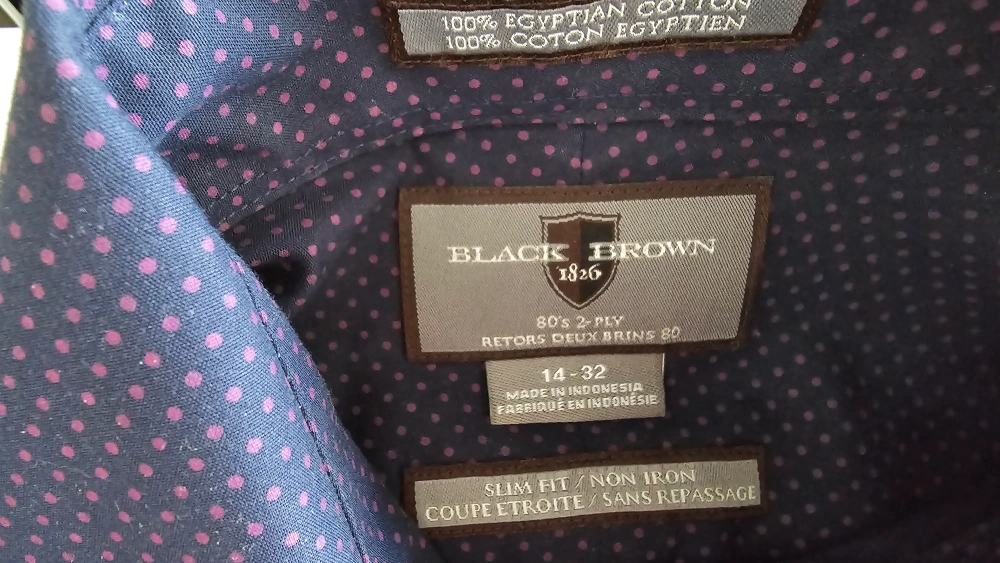 100% EGYPTIAN COTTON
100% COTON EGYPTIEN
BLACK BROWN
1826
80's 2-PLY
RETORS DEUX BRINS 80
14-32
MADE IN INDONESIA
FABRIQUÉ EN INDONÉSIE
SLIM FIT / NON IRON
COUPE ETROITE / SANS REPASSAGE